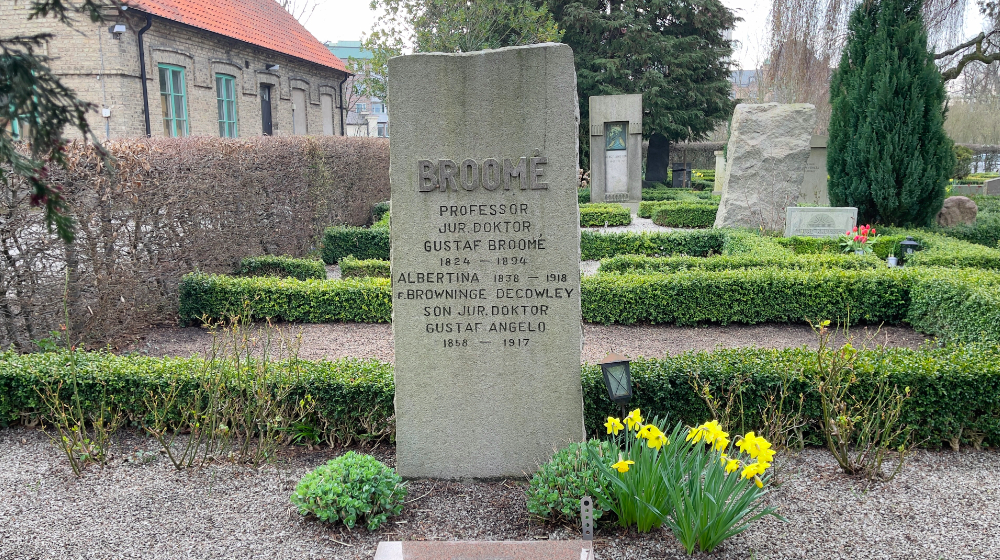 BROOMÉ
PROFESSOR
JUR. DOKTOR
GUSTAF BROOMÉ
1824 — 1894
ALBERTINA 1838 — 1918
F. BROWNINGE DECOWLEY
SON JUR. DOKTOR
GUSTAF ANGELO
1858 — 1917